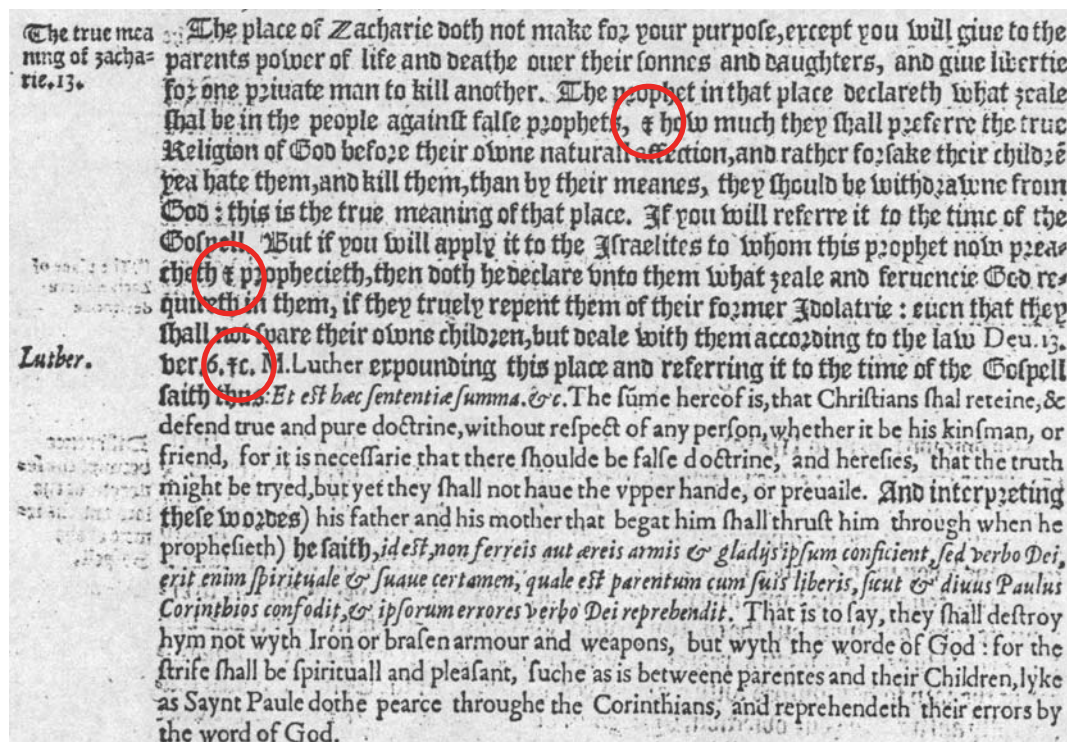 The true mea
ning of zacha-
rie.13.
The place of Zacharie doth not make for your purpose, except you will giue to the
parents power of life and deathe ouer their sonnes and daughters, and giue libertie
for one priuate man to kill another. The prophet in that place declareth what zeale
ſhal be in the people againſt falſe prophets, & how much they ſhall preferre the true
Religion of God before their owne naturall affection, and rather forſake their childrē
yea hate them, and kill them, than by their meanes, they ſhould be withdrawne from
God : this is the true meaning of that place. If you will referre it to the time of the
Goſpell. But if you will apply it to the Iſraelites to whom this prophet now prea-
cheth & prophecieth, then doth he declare vnto them what zeale and feruencie God re-
quireth in them, if they truely repent them of their former Idolatrie : euen that they
ſhall not ſpare their owne children, but deale with them according to the law Deu. 13.
Luther.
ver. 6. &c. M. Luther expounding this place and referring it to the time of the Goſpell
ſaith thus: Et eſt hæc ſententiæ ſumma. &c. The ſūme hereof is, that Chriſtians ſhal reteine, &
defend true and pure doctrine, without reſpect of any perſon, whether it be his kinſman, or
friend, for it is neceſſarie that there ſhoulde be falſe doctrine, and hereſies, that the truth
might be tryed, but yet they ſhall not haue the vpper hande, or preuaile. And interpreting
theſe wordes) his father and his mother that begat him ſhall thruſt him through when he
propheſieth) he ſaith, id eſt, non ferreis aut æreis armis & gladijs ipſum conficient, ſed verbo Dei,
erit enim ſpirituale & ſuaue certamen, quale eſt parentum cum ſuis liberis, ſicut & diuus Paulus
Corinthios confodit, & ipſorum errores verbo Dei reprehendit. That is to ſay, they ſhall deſtroy
hym not wyth Iron or braſen armour and weapons, but wyth the worde of God : for the
ſtrife ſhall be ſpirituall and pleaſant, ſuche as is betweene parentes and their Children, lyke
as Saynt Paule dothe pearce throughe the Corinthians, and reprehendeth their errors by
the word of God.